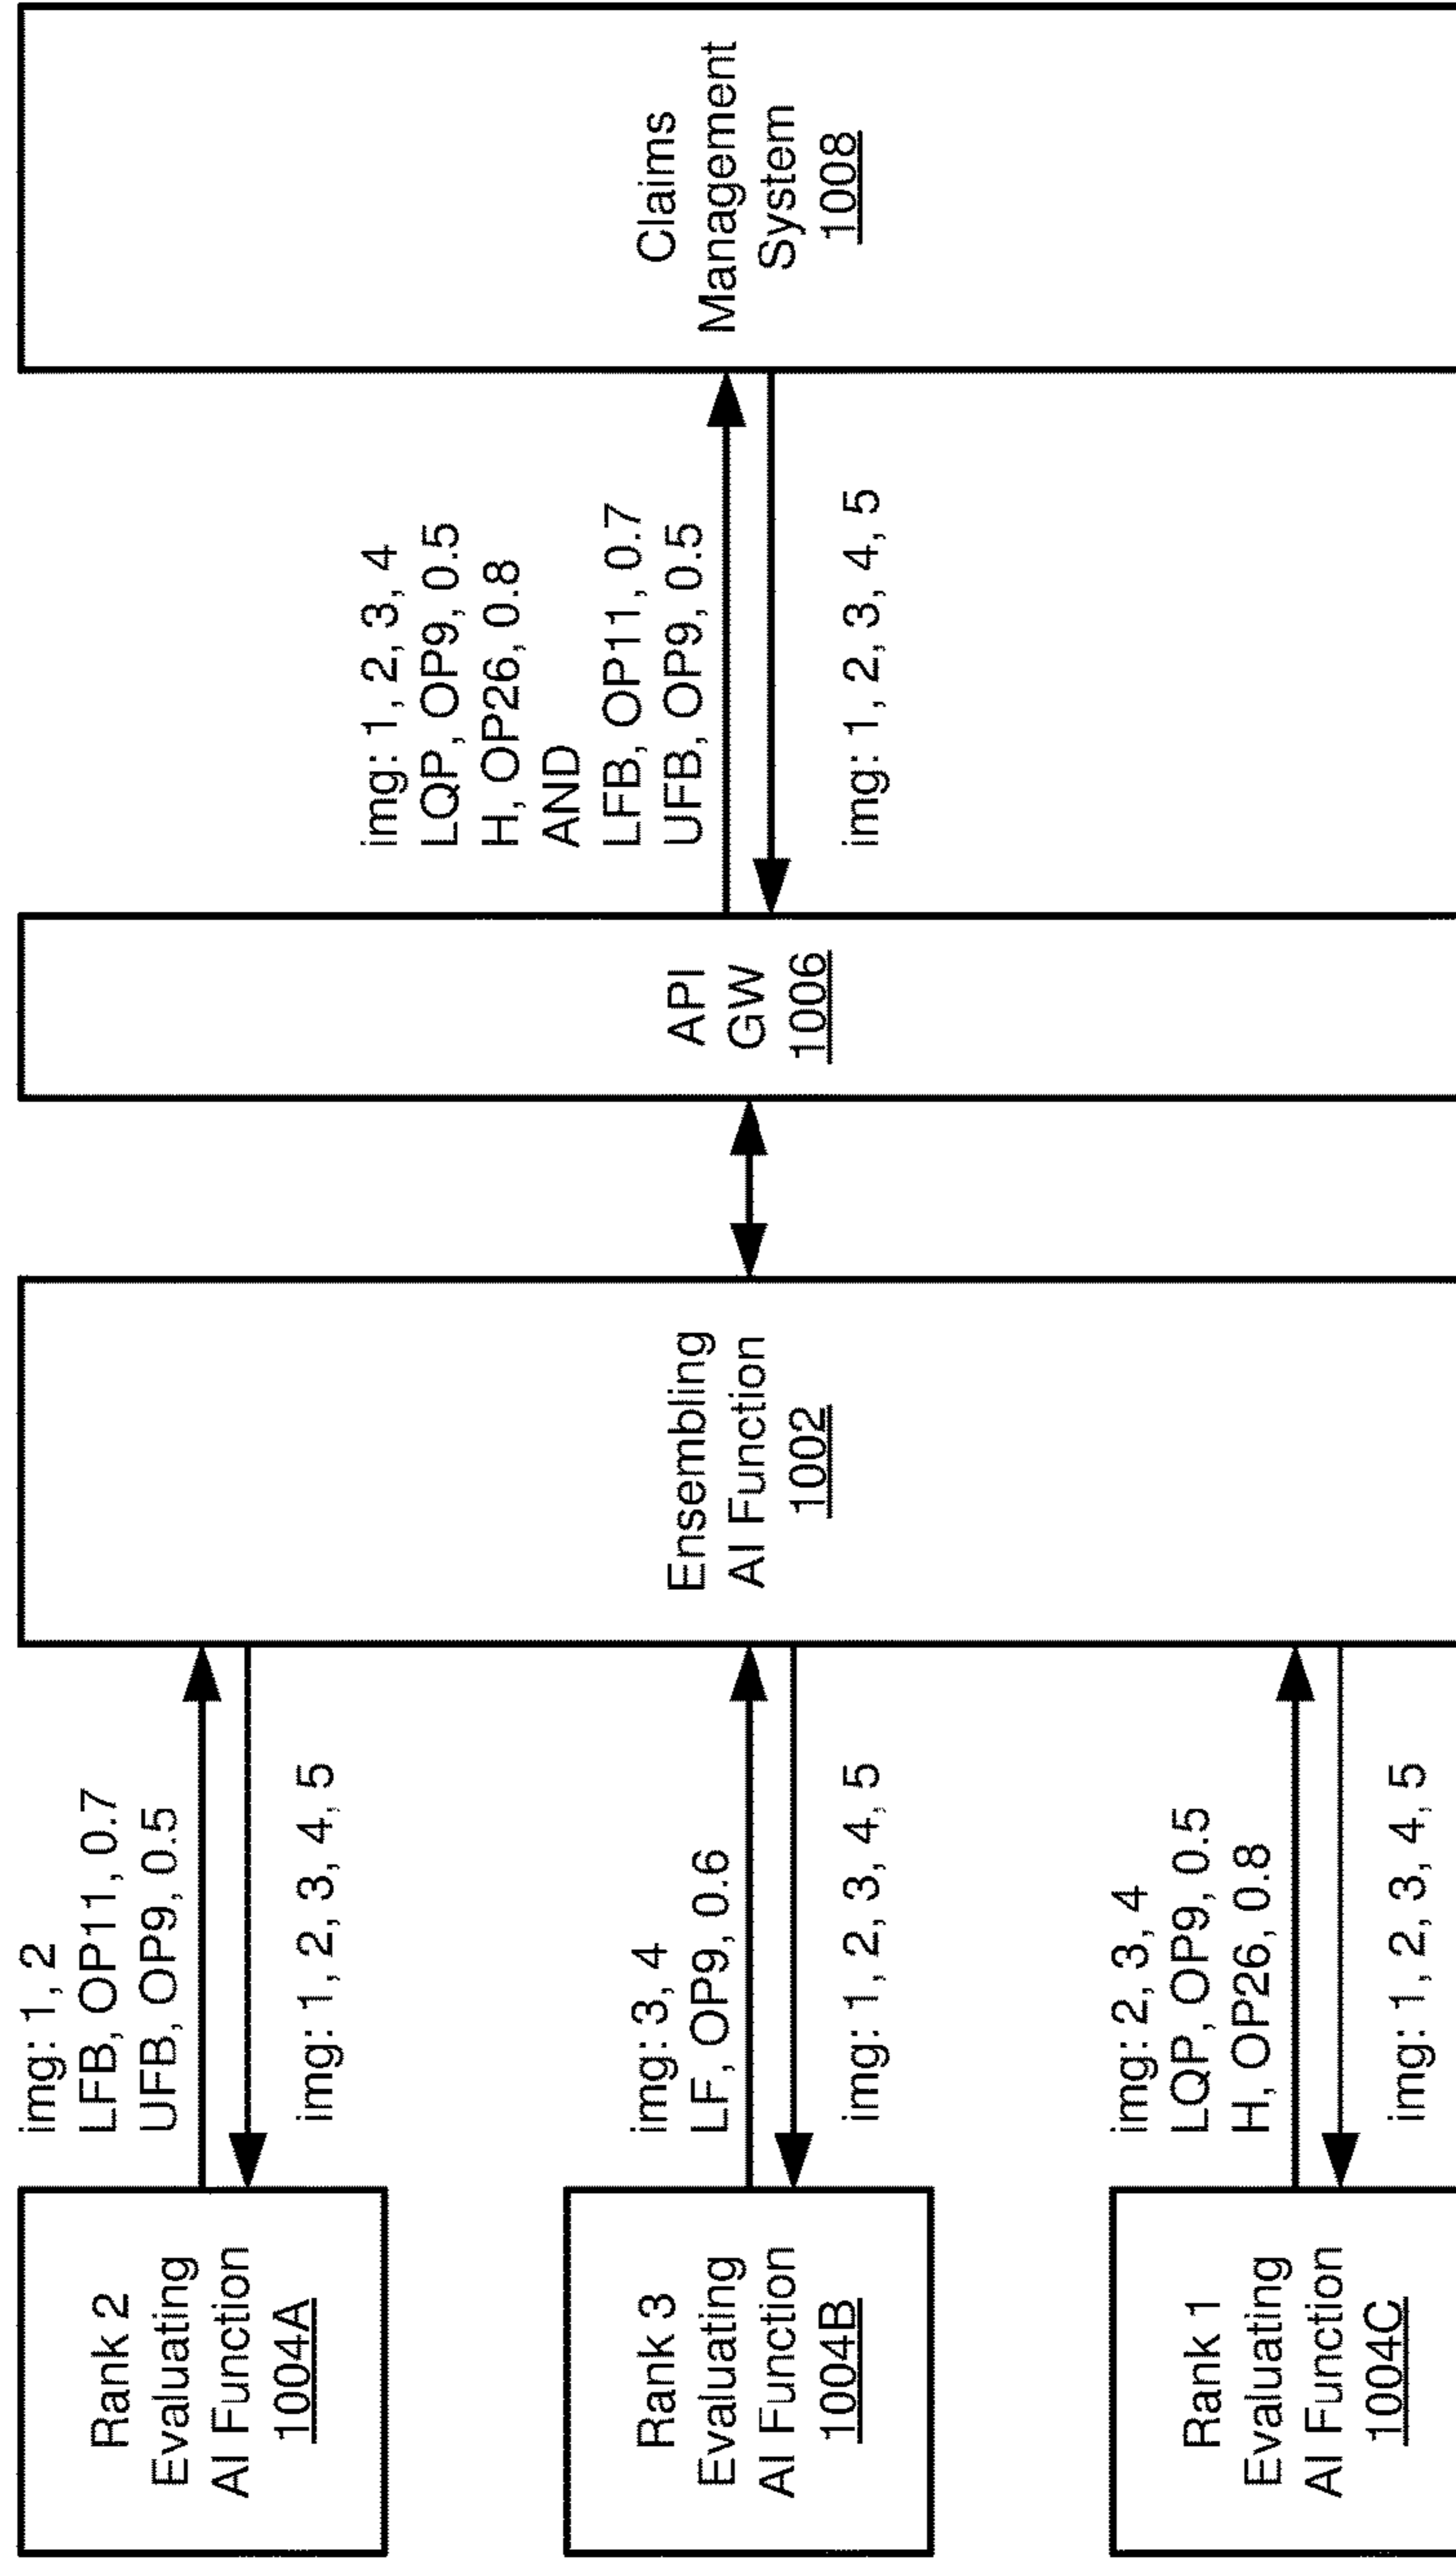 Rank 2
Evaluating
AI Function
1004A
img: 1, 2
LFB, OP11, 0.7
UFB, OP9, 0.5
img: 1, 2, 3, 4, 5
Rank 3
Evaluating
AI Function
1004B
img: 3, 4
LF, OP9, 0.6
img: 1, 2, 3, 4, 5
Rank 1
Evaluating
AI Function
1004C
img: 2, 3, 4
LQP, OP9, 0.5
H, OP26, 0.8
img: 1, 2, 3, 4, 5
Ensembling
AI Function
1002
API
GW
1006
img: 1, 2, 3, 4
LQP, OP9, 0.5
H, OP26, 0.8
AND
LFB, OP11, 0.7
UFB, OP9, 0.5
img: 1, 2, 3, 4, 5
Claims
Management
System
1008